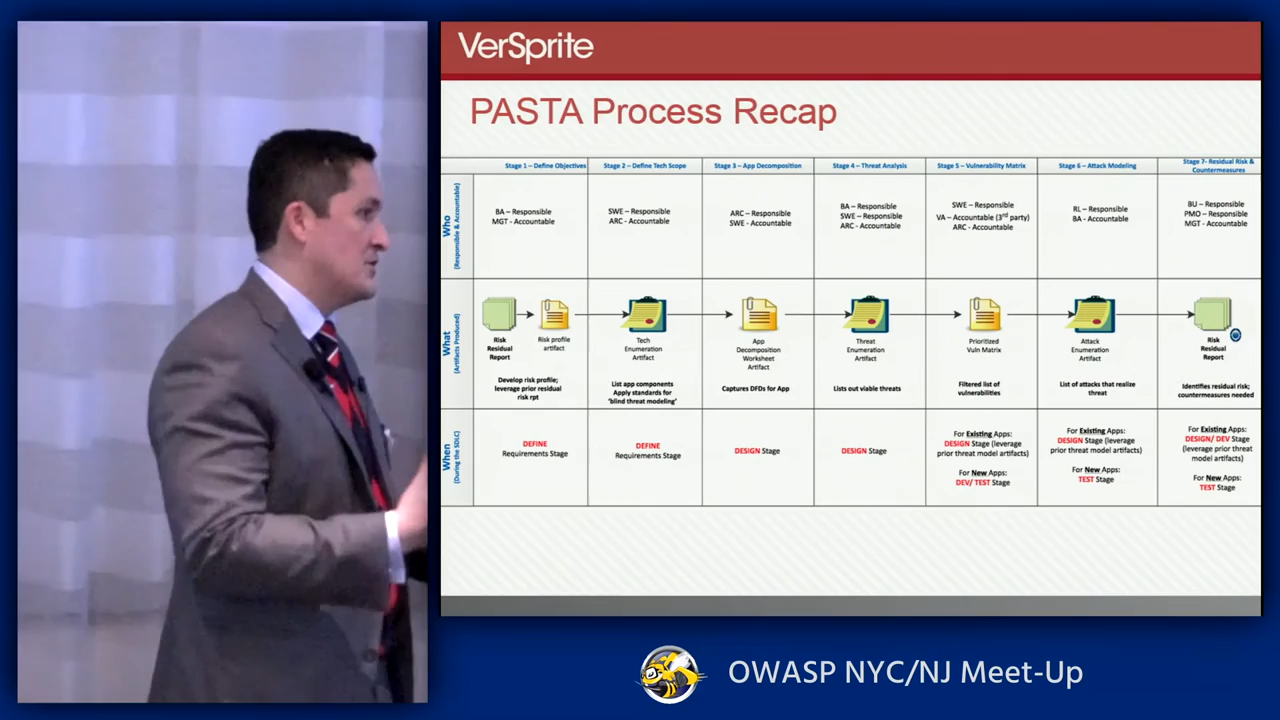 VerSprite
PASTA Process Recap
Stage 1 – Define Objectives
Stage 2 – Define Tech Scope
Stage 3 – App Decomposition
Stage 4 – Threat Analysis
Stage 5 – Vulnerability Matrix
Stage 6 – Attack Modeling
Stage 7- Residual Risk &
Countermeasures
Who
(Responsible & Accountable)
BA – Responsible
MGT - Accountable
SWE – Responsible
ARC - Accountable
ARC – Responsible
SWE - Accountable
BA – Responsible
SWE – Responsible
ARC - Accountable
SWE – Responsible
VA – Accountable (3rd party)
ARC - Accountable
RL – Responsible
BA - Accountable
BU – Responsible
PMO – Responsible
MGT - Accountable
What
(Artifacts Produced)
Risk
Residual
Report
Risk profile
artifact
Develop risk profile;
leverage prior residual
risk rpt
Tech
Enumeration
Artifact
List app components
Apply standards for
'blind threat modeling'
App
Decomposition
Worksheet
Artifact
Captures DFDs for App
Threat
Enumeration
Artifact
Lists out viable threats
Prioritized
Vuln Matrix
Filtered list of
vulnerabilities
Attack
Enumeration
Artifact
List of attacks that realize
threat
Risk
Residual
Report
Identifies residual risk;
countermeasures needed
When
(During the SDLC)
DEFINE
Requirements Stage
DEFINE
Requirements Stage
DESIGN Stage
DESIGN Stage
For Existing Apps:
DESIGN Stage (leverage
prior threat model artifacts)
For New Apps:
DEV/ TEST Stage
For Existing Apps:
DESIGN Stage (leverage
prior threat model artifacts)
For New Apps:
TEST Stage
For Existing Apps:
DESIGN/ DEV Stage
(leverage prior threat
model artifacts)
For New Apps:
TEST Stage
OWASP NYC/NJ Meet-Up